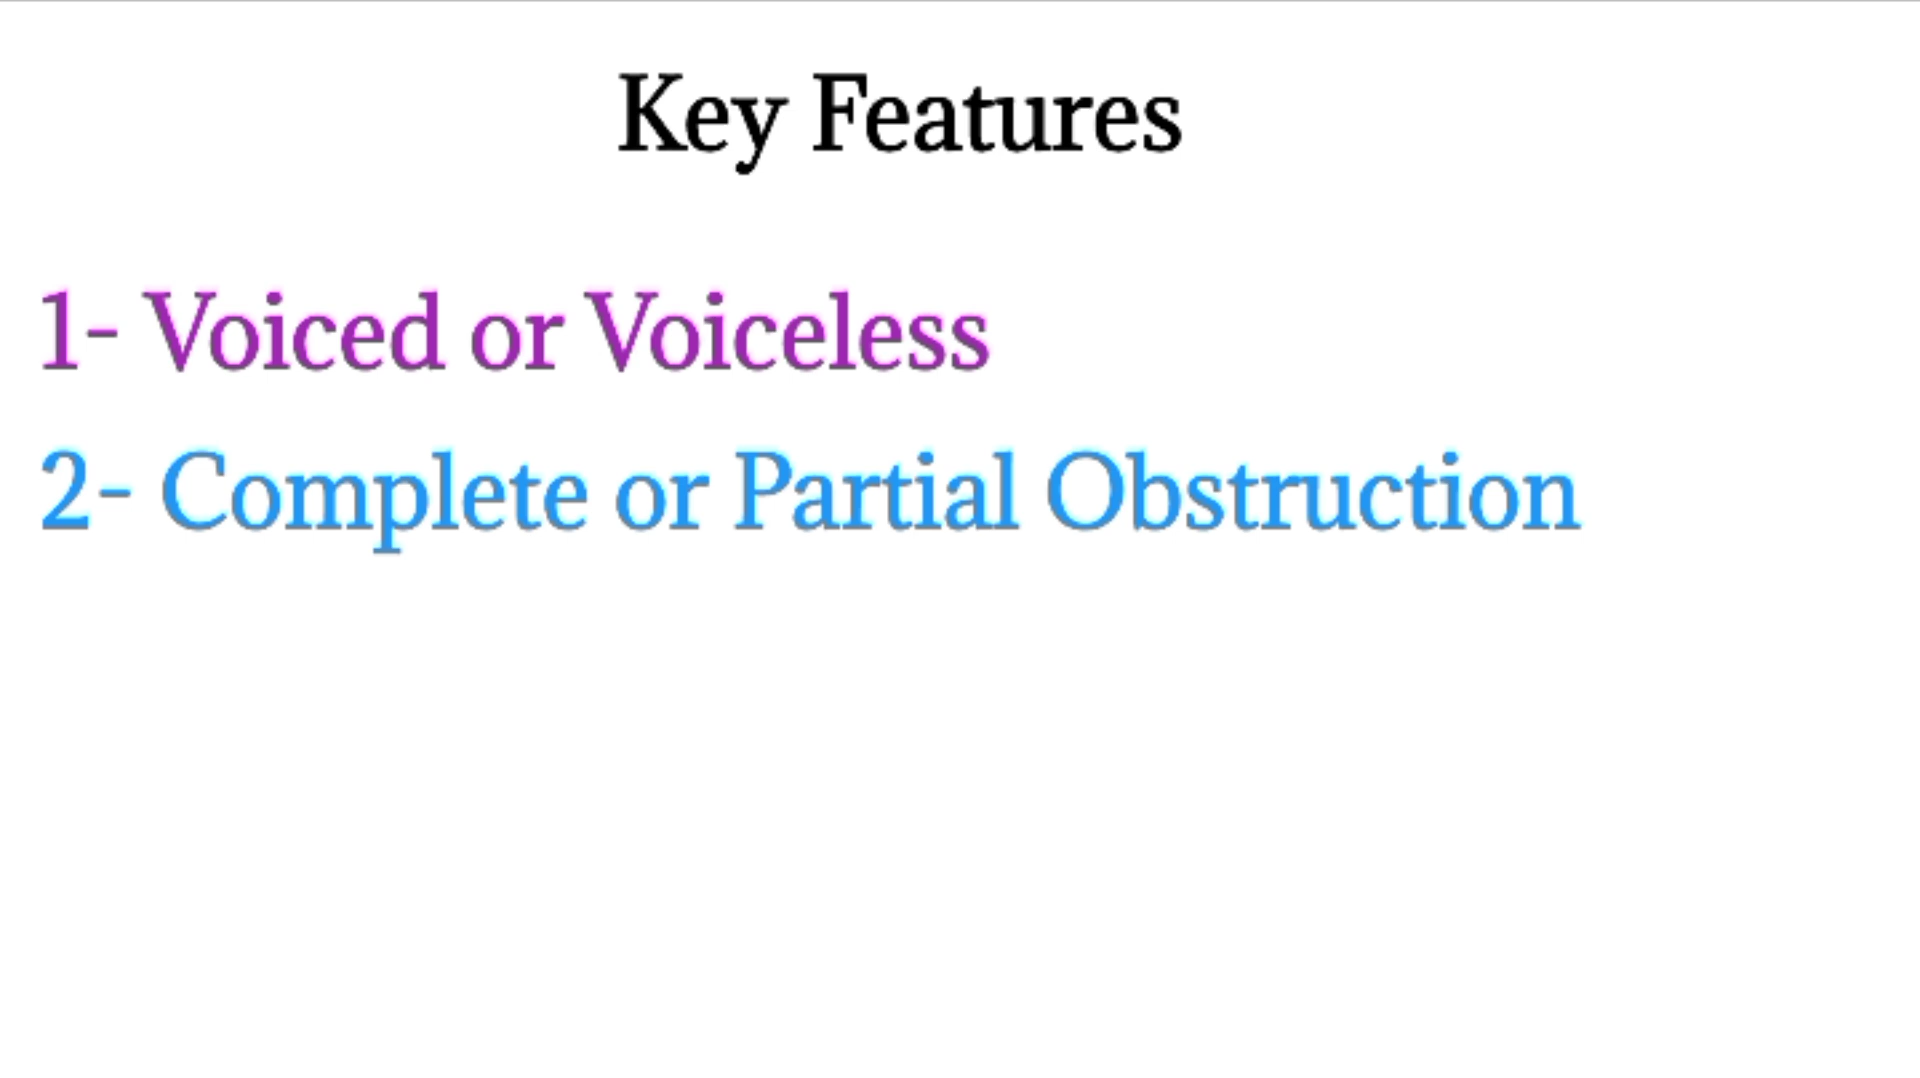 Key Features
1- Voiced or Voiceless
2- Complete or Partial Obstruction